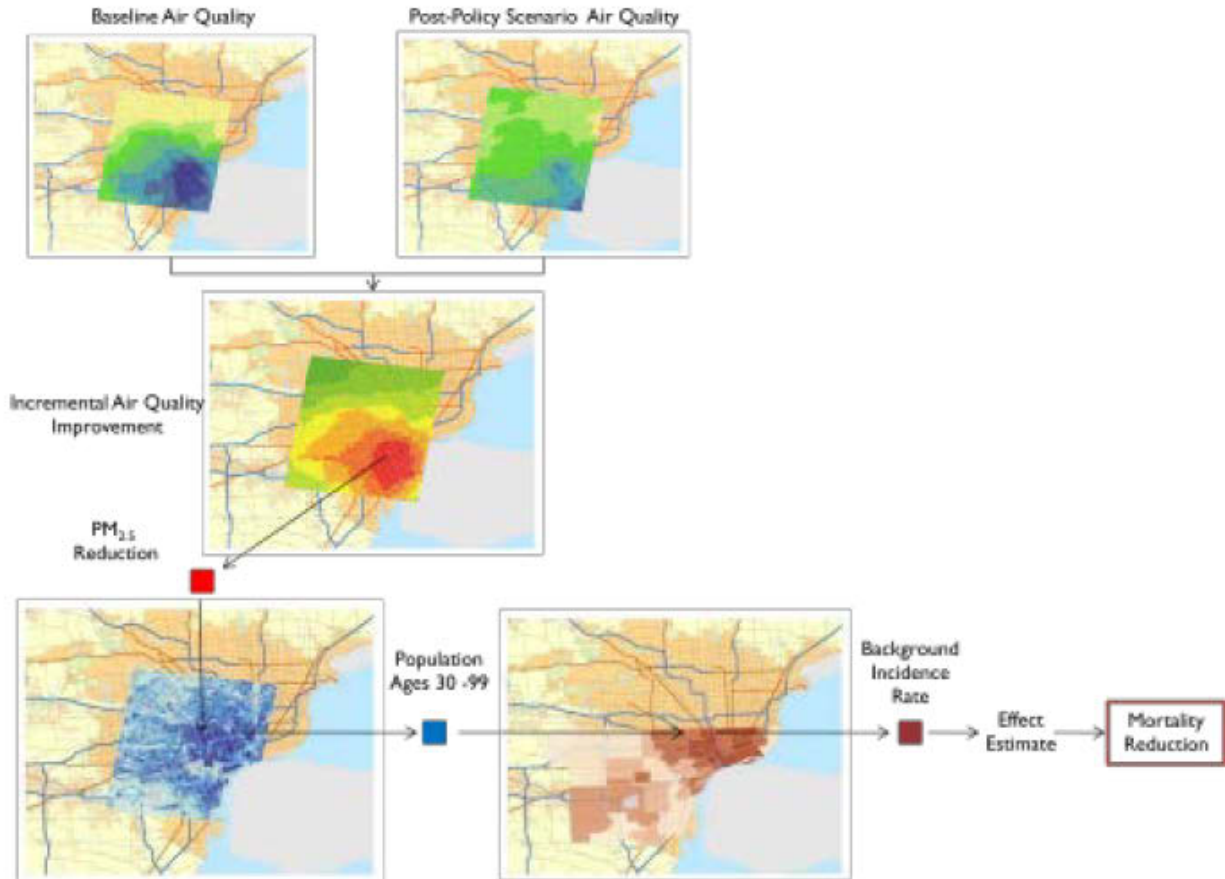 Baseline Air Quality
Post-Policy Scenario Air Quality
Incremental Air Quality
Improvement
PM2.5
Reduction
Population
Ages 30 -99
Background
Incidence
Rate
Effect
Estimate
Mortality
Reduction